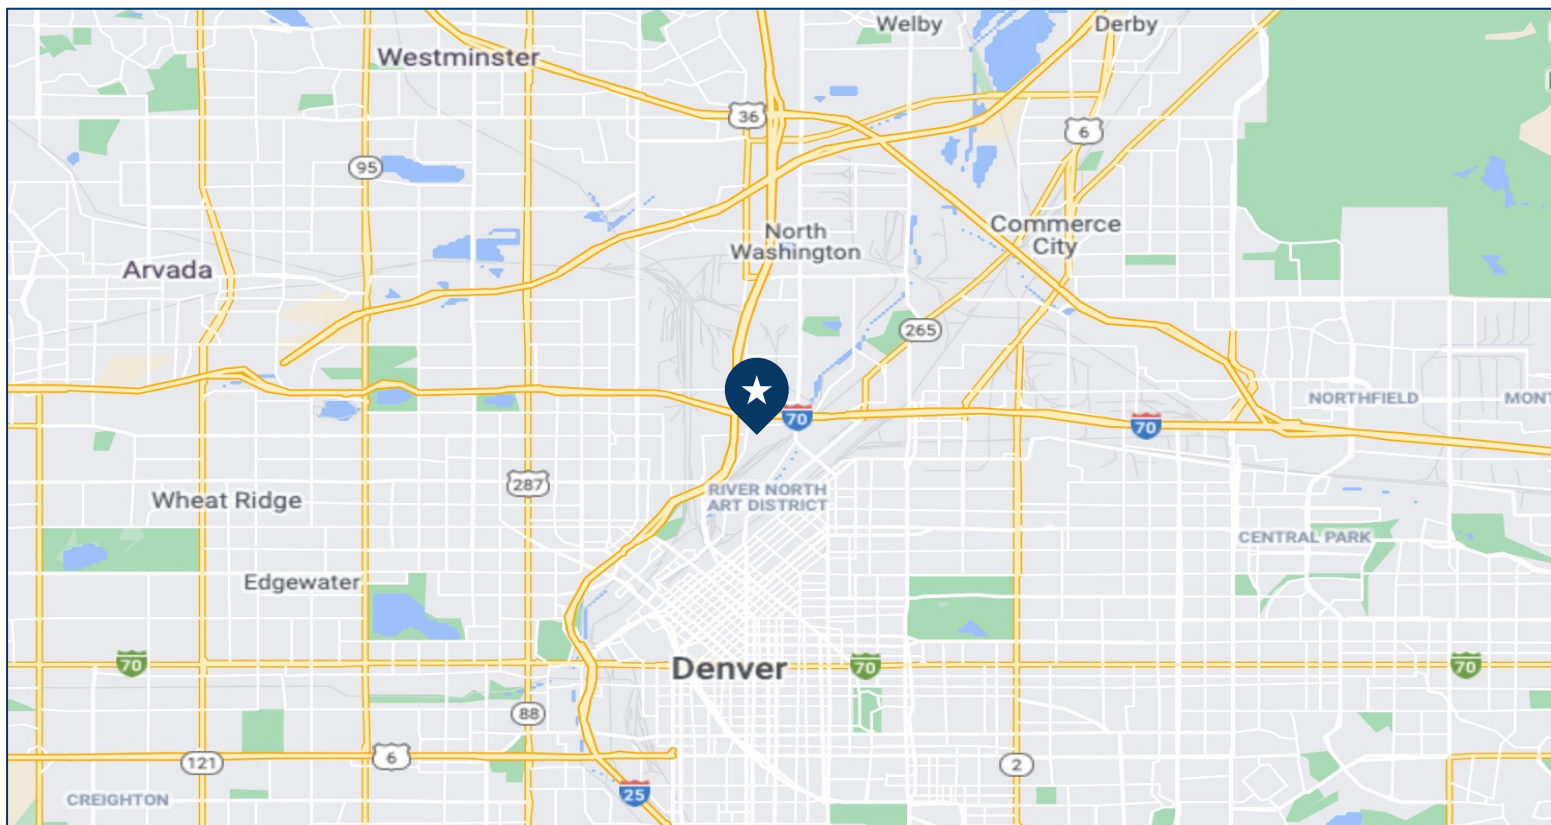 Welby
Derby
Westminster
36
6
95
North
Washington
Commerce
City
Arvada
265
70
NORTHFIELD
MONT
70
287
Wheat Ridge
RIVER NORTH
ART DISTRICT
CENTRAL PARK
Edgewater
70
Denver
70
70
88
121
6
2
25
CREIGHTON